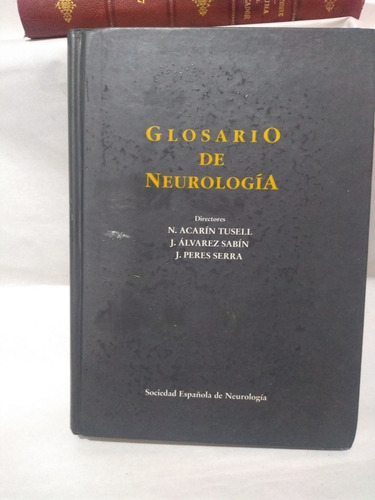 GLOSARIO
DE
NEUROLOGÍA
Directores
N. ACARÍN TUSELL
J. ÁLVAREZ SABÍN
J. PERES SERRA
Sociedad Española de Neurología